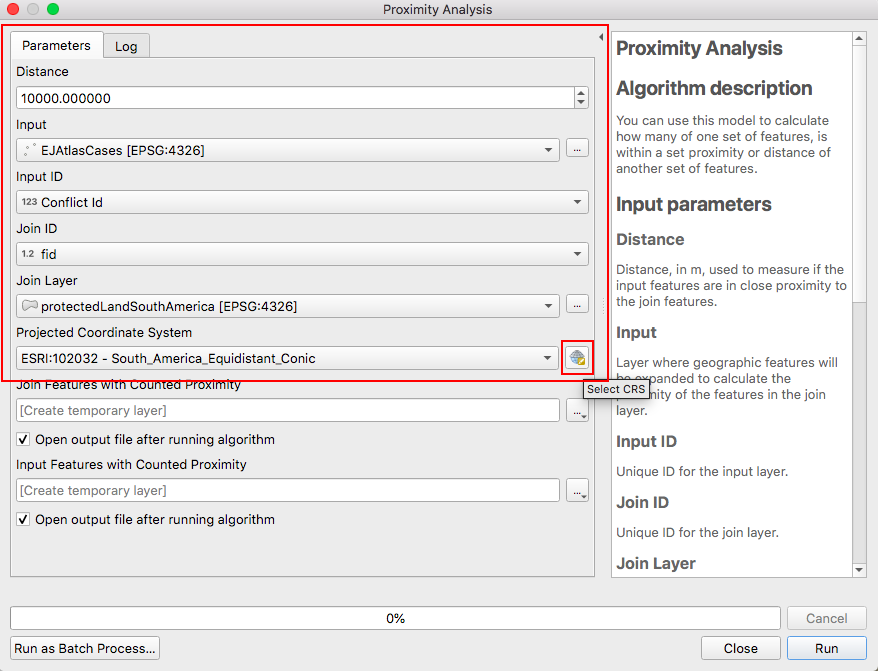 Proximity Analysis
Parameters
Log
Distance
10000.000000
Input
EJAtlasCases [EPSG:4326]
...
Input ID
123 Conflict Id
Join ID
1.2 fid
Join Layer
protectedLandSouthAmerica [EPSG:4326]
...
Projected Coordinate System
ESRI:102032 - South_America_Equidistant_Conic
Select CRS
Join Features with Counted Proximity
[Create temporary layer]
...
Open output file after running algorithm
Input Features with Counted Proximity
[Create temporary layer]
...
Open output file after running algorithm
Proximity Analysis
Algorithm description
You can use this model to calculate
how many of one set of features, is
within a set proximity or distance of
another set of features.
Input parameters
Distance
Distance, in m, used to measure if the
input features are in close proximity to
the join features.
Input
Layer where geographic features will
be expanded to calculate the
of the features in the join
layer.
Input ID
Unique ID for the input layer.
Join ID
Unique ID for the join layer.
Join Layer
0%
Cancel
Run as Batch Process...
Close
Run